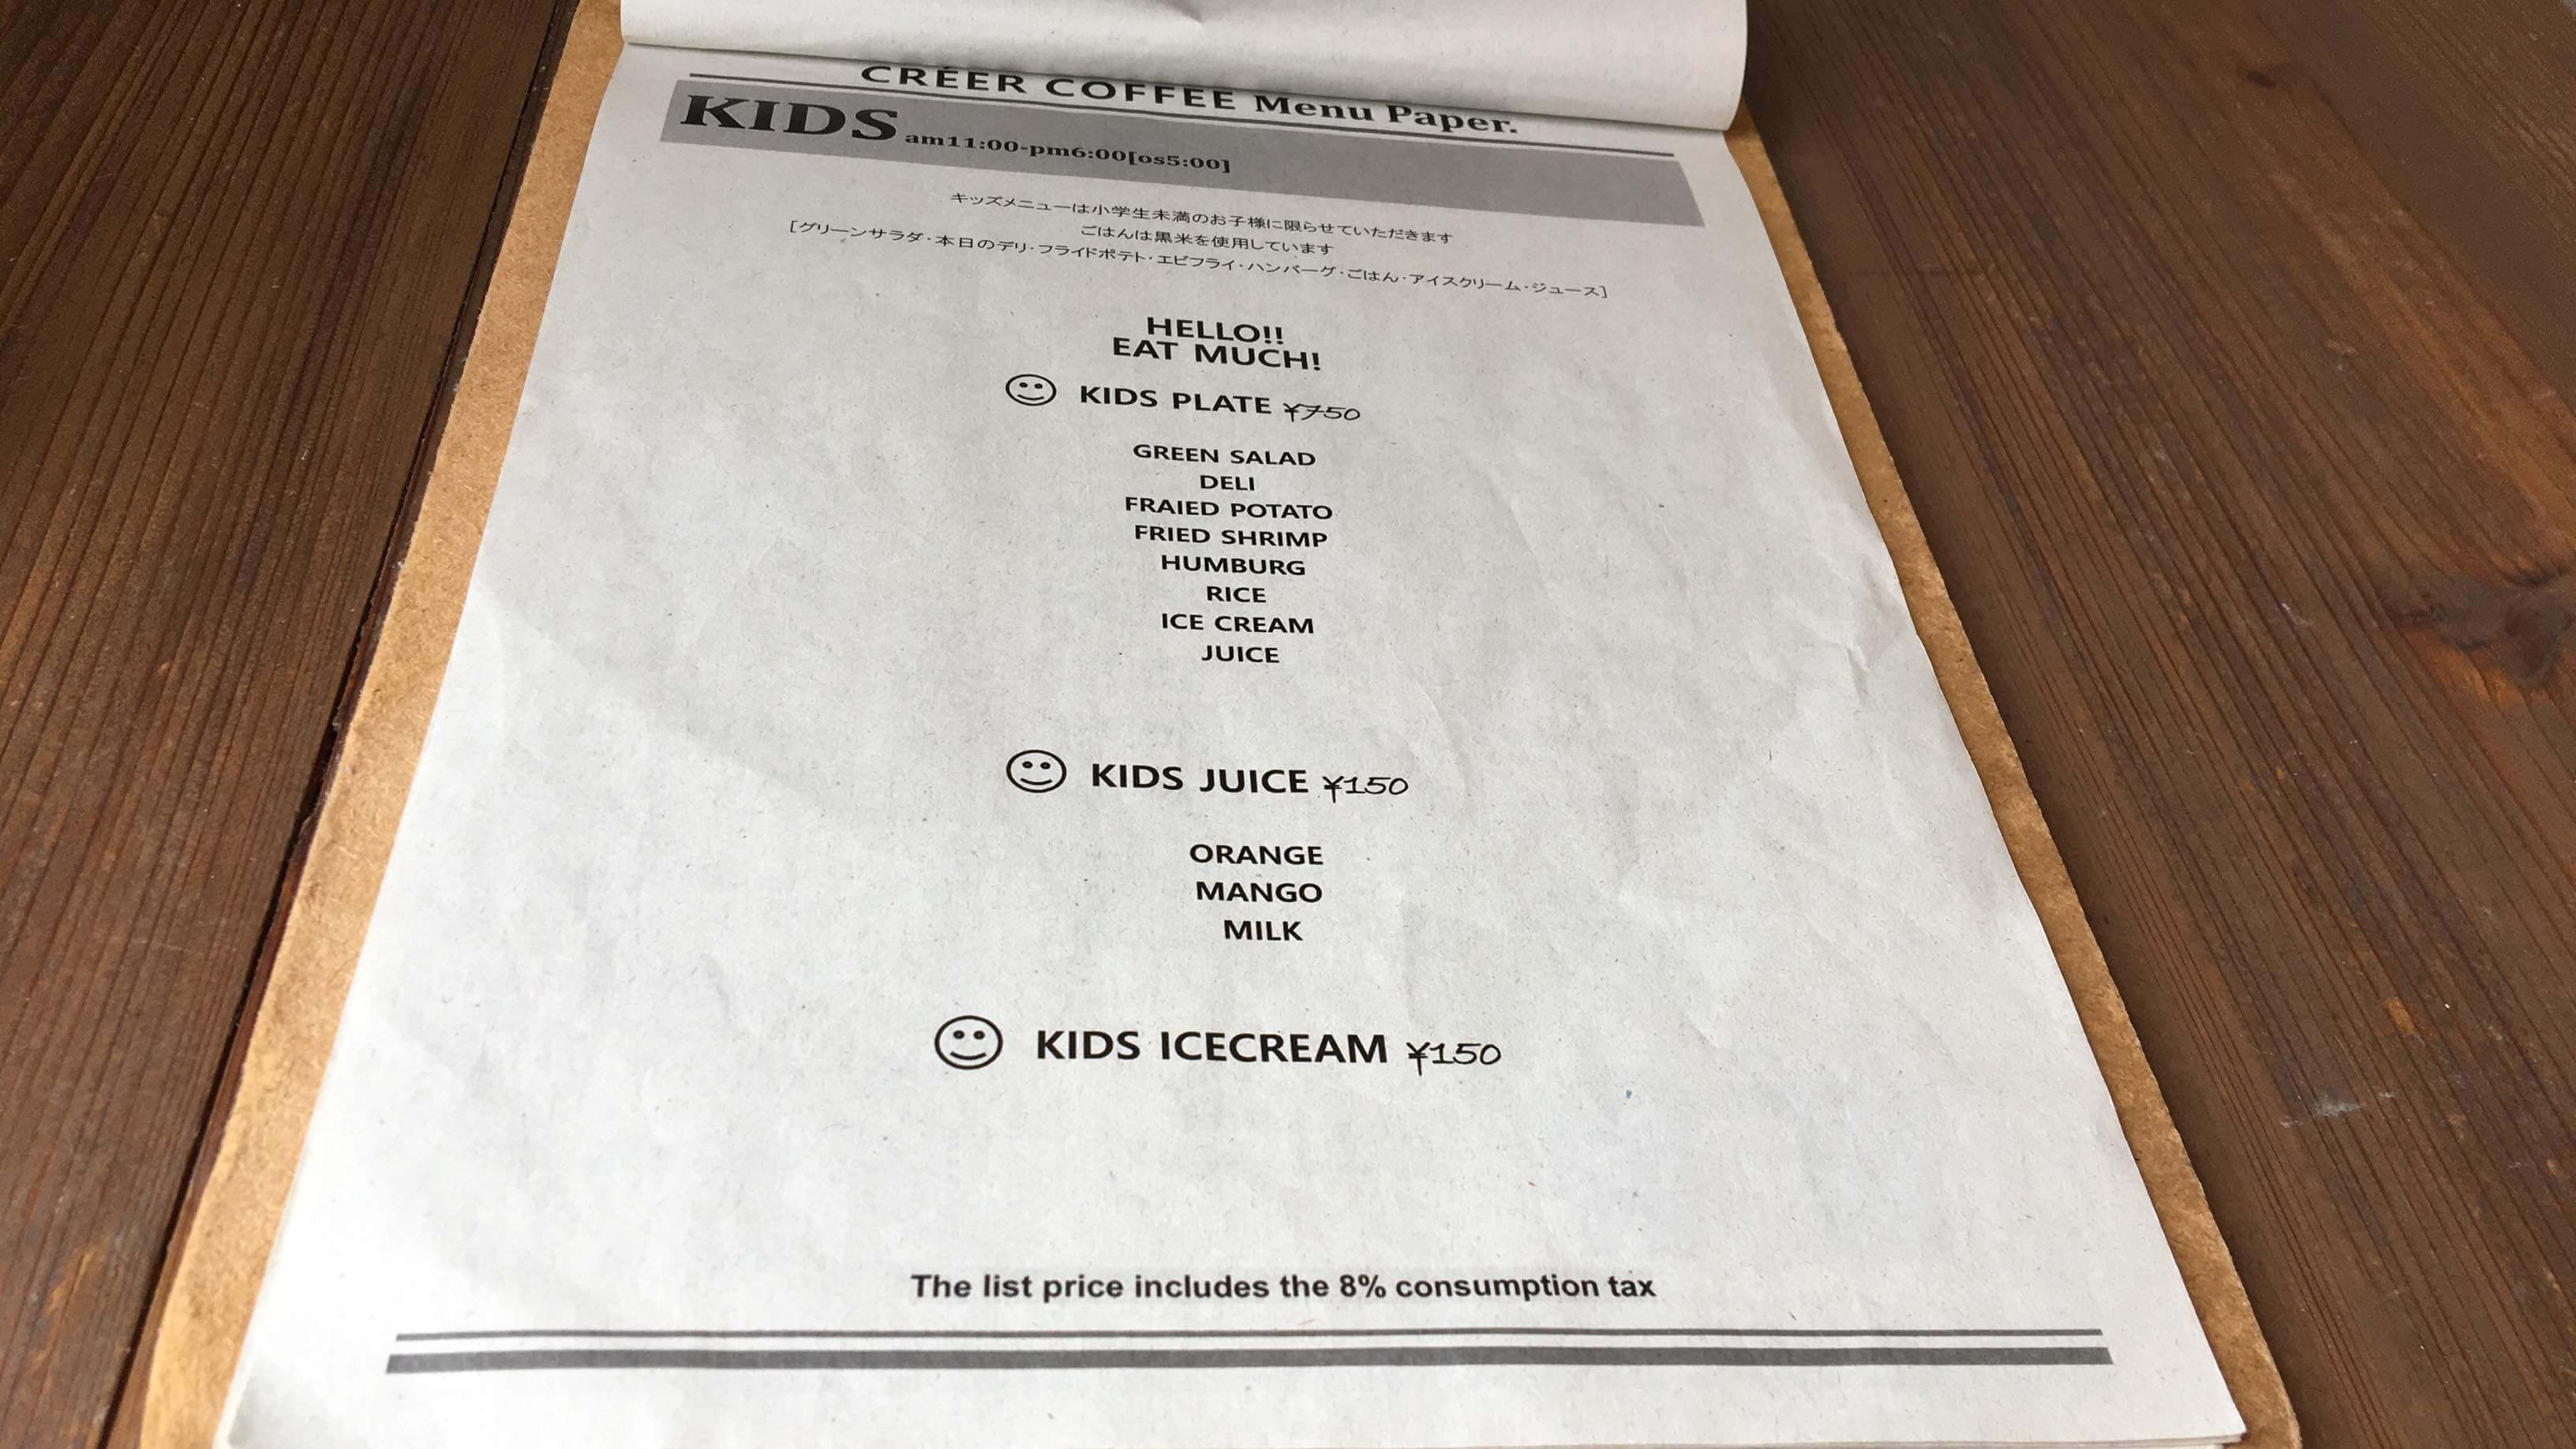 CRÉER COFFEE Menu Paper.
KIDS am11:00-pm6:00[os5:00]
キッズメニューは小学生未満のお子様に限らせていただきます
ごはんは黒米を使用しています
[グリーンサラダ・本日のデリ・フライドポテト・エビフライ・ハンバーグ・ごはん・アイスクリーム・ジュース]
HELLO!!
EAT MUCH!
KIDS PLATE ¥750
GREEN SALAD
DELI
FRAIED POTATO
FRIED SHRIMP
HUMBURG
RICE
ICE CREAM
JUICE
KIDS JUICE ¥150
ORANGE
MANGO
MILK
KIDS ICECREAM ¥150
The list price includes the 8% consumption tax